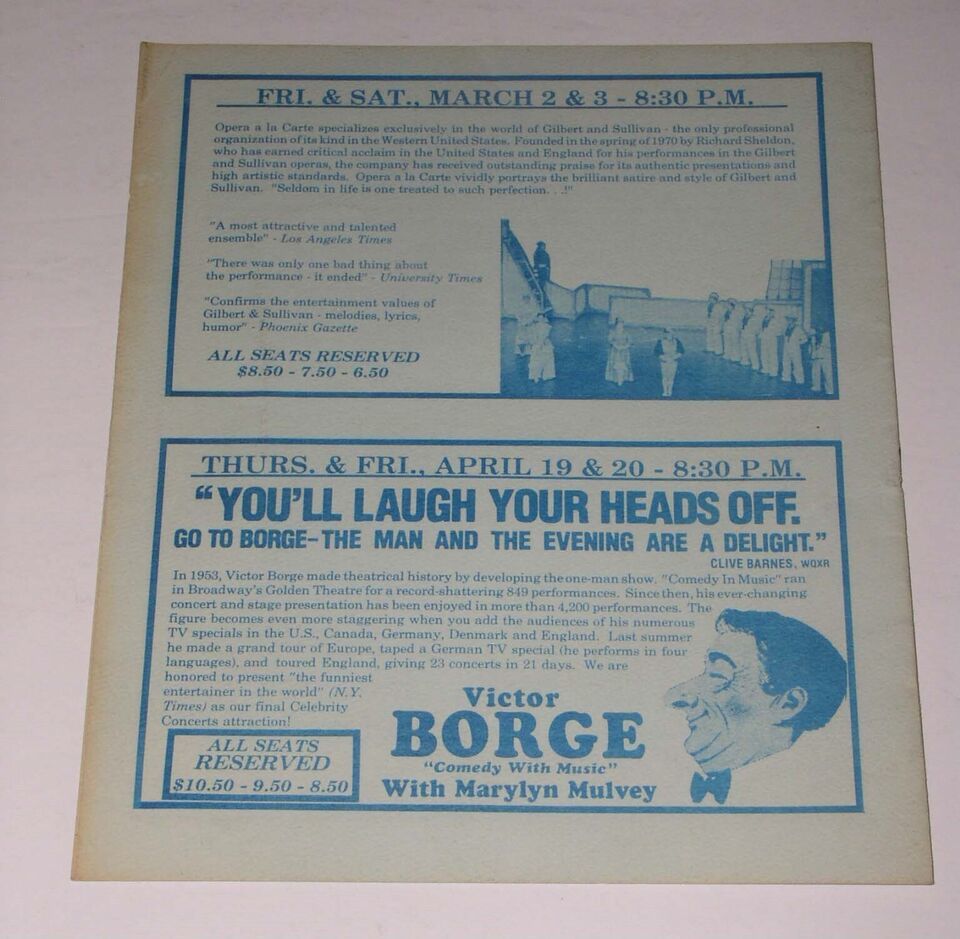 FRI. & SAT., MARCH 2 & 3 - 8:30 P.M.
Opera a la Carte specializes exclusively in the world of Gilbert and Sullivan - the only professional
organization of its kind in the Western United States. Founded in the spring of 1970 by Richard Sheldon,
who has earned critical acclaim in the United States and England for his performances in the Gilbert
and Sullivan operas, the company has received outstanding praise for its authentic presentations and
high artistic standards. Opera a la Carte vividly portrays the brilliant satire and style of Gilbert and
Sullivan. "Seldom in life is one treated to such perfection. . .!"
"A most attractive and talented
ensemble" - Los Angeles Times
"There was only one bad thing about
the performance - it ended" - University Times
"Confirms the entertainment values of
Gilbert & Sullivan - melodies, lyrics,
humor" - Phoenix Gazette
ALL SEATS RESERVED
$8.50 - 7.50 - 6.50
THURS. & FRI., APRIL 19 & 20 - 8:30 P.M.
"YOU'LL LAUGH YOUR HEADS OFF.
GO TO BORGE-THE MAN AND THE EVENING ARE A DELIGHT."
CLIVE BARNES, WQXR
In 1953, Victor Borge made theatrical history by developing the one-man show. "Comedy In Music" ran
in Broadway's Golden Theatre for a record-shattering 849 performances. Since then, his ever-changing
concert and stage presentation has been enjoyed in more than 4,200 performances. The
figure becomes even more staggering when you add the audiences of his numerous
TV specials in the U.S., Canada, Germany, Denmark and England. Last summer
he made a grand tour of Europe, taped a German TV special (he performs in four
languages), and toured England, giving 23 concerts in 21 days. We are
honored to present "the funniest
entertainer in the world" (N.Y.
Times) as our final Celebrity
Concerts attraction!
ALL SEATS
RESERVED
$10.50 - 9.50 - 8.50
Victor
BORGE
"Comedy With Music"
With Marylyn Mulvey